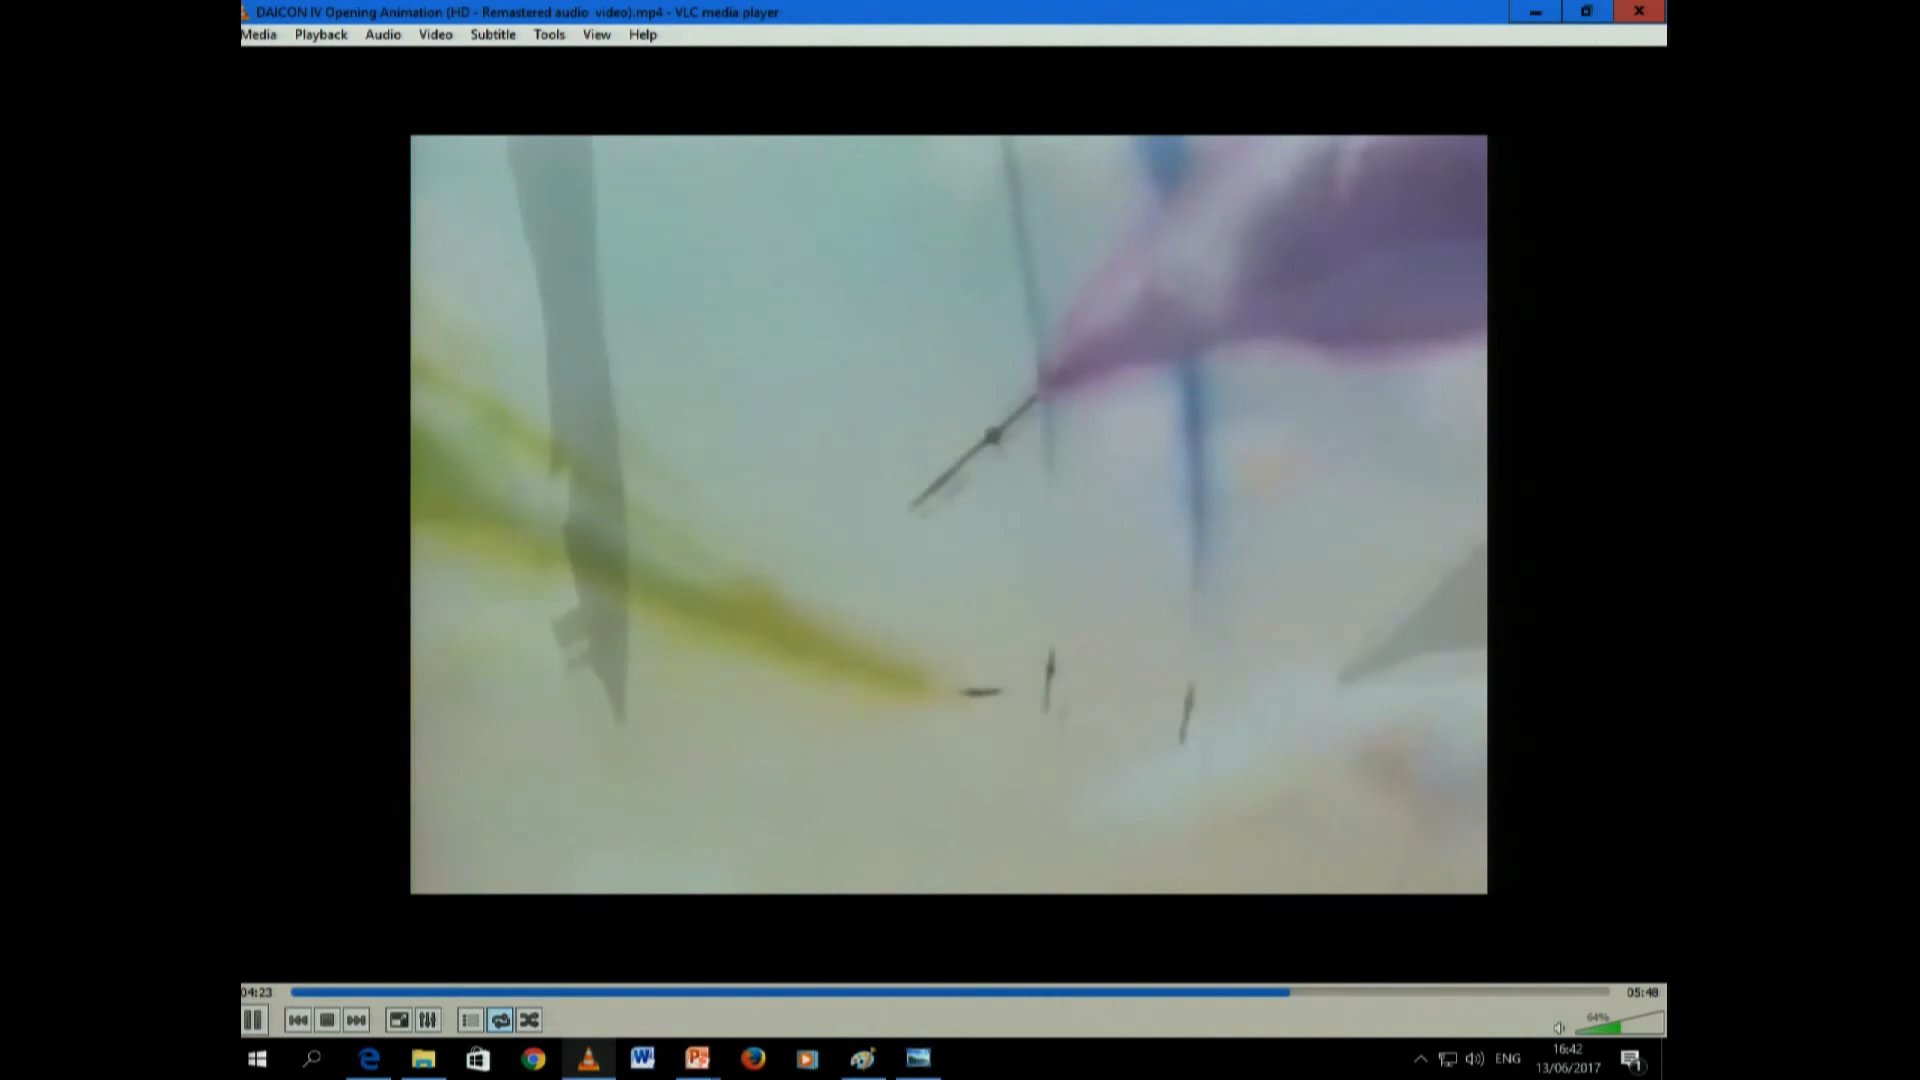 DAICON IV Opening Animation (HD - Remastered audio video).mp4 - VLC media player
Media Playback Audio Video Subtitle Tools View Help
04:23 05:48
64%
ENG 16:42
13/06/2017